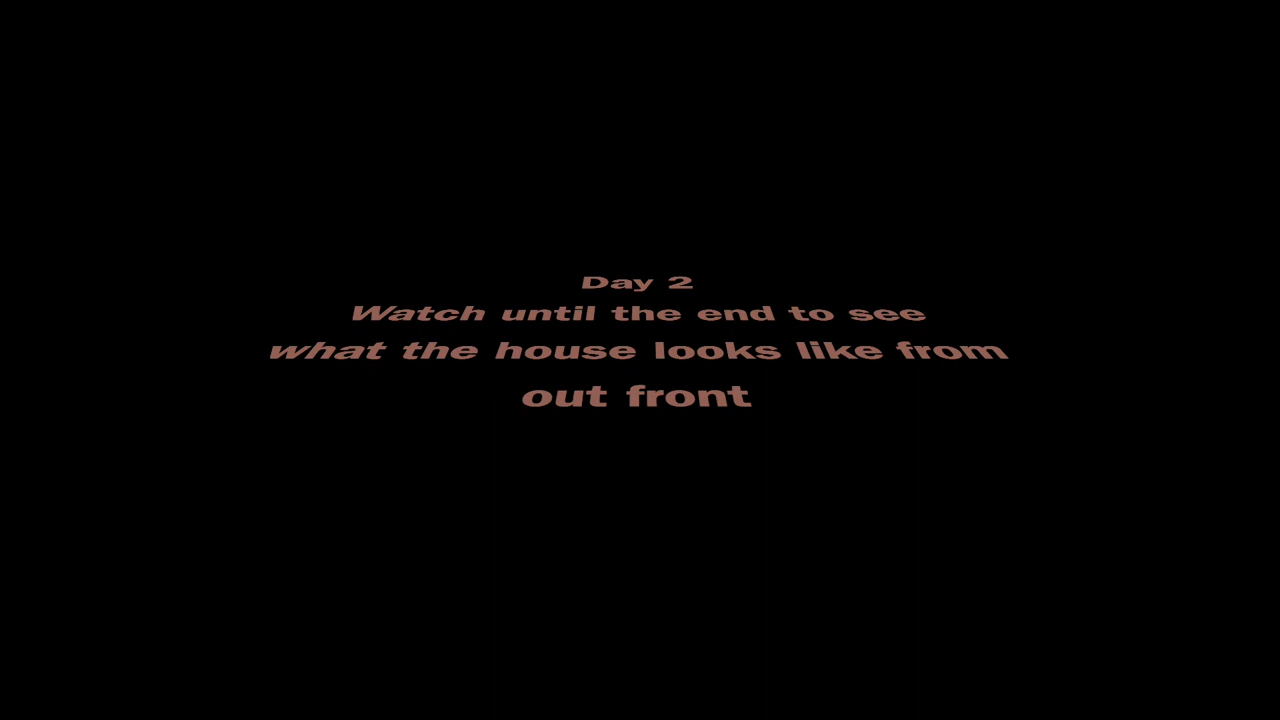 Day 2
Watch until the end to see
what the house looks like from
out front